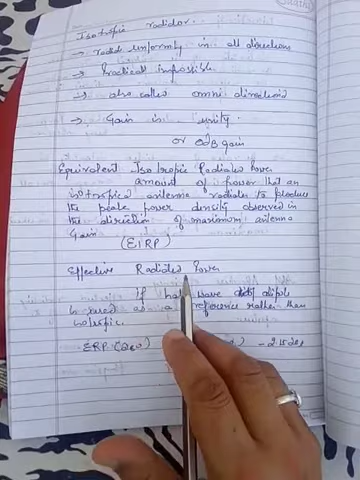 Isotropic radiator.
→ radiate uniformly in all directions
→ Practical impossible
→ also called omni directional
→ Gain is unity.
or 0dB gain
Equivalent Isotropic Radiated Power
amount of power that an
isotropical antenna radiates to produce
the peak power density observed in
the direction of maximum antenna
Gain
(EIRP)
Effective Radiated Power
If half wave dipole
is used as a reference rather than
isotropic.
ERP